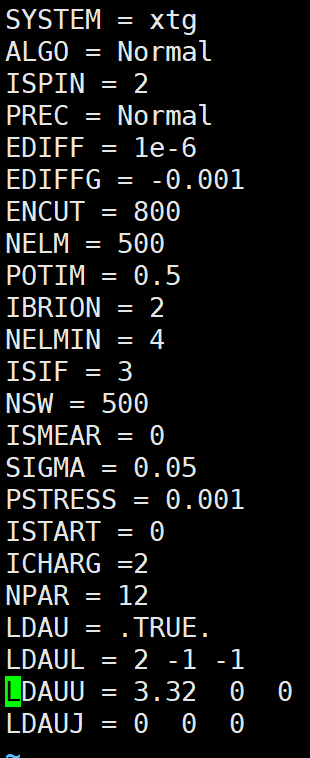 SYSTEM = xtg
ALGO = Normal
ISPIN = 2
PREC = Normal
EDIFF = 1e-6
EDIFFG = -0.001
ENCUT = 800
NELM = 500
POTIM = 0.5
IBRION = 2
NELMIN = 4
ISIF = 3
NSW = 500
ISMEAR = 0
SIGMA = 0.05
PSTRESS = 0.001
ISTART = 0
ICHARG =2
NPAR = 12
LDAU = .TRUE.
LDAUL = 2 -1 -1
LDAUU = 3.32  0  0
LDAUJ = 0  0  0
~